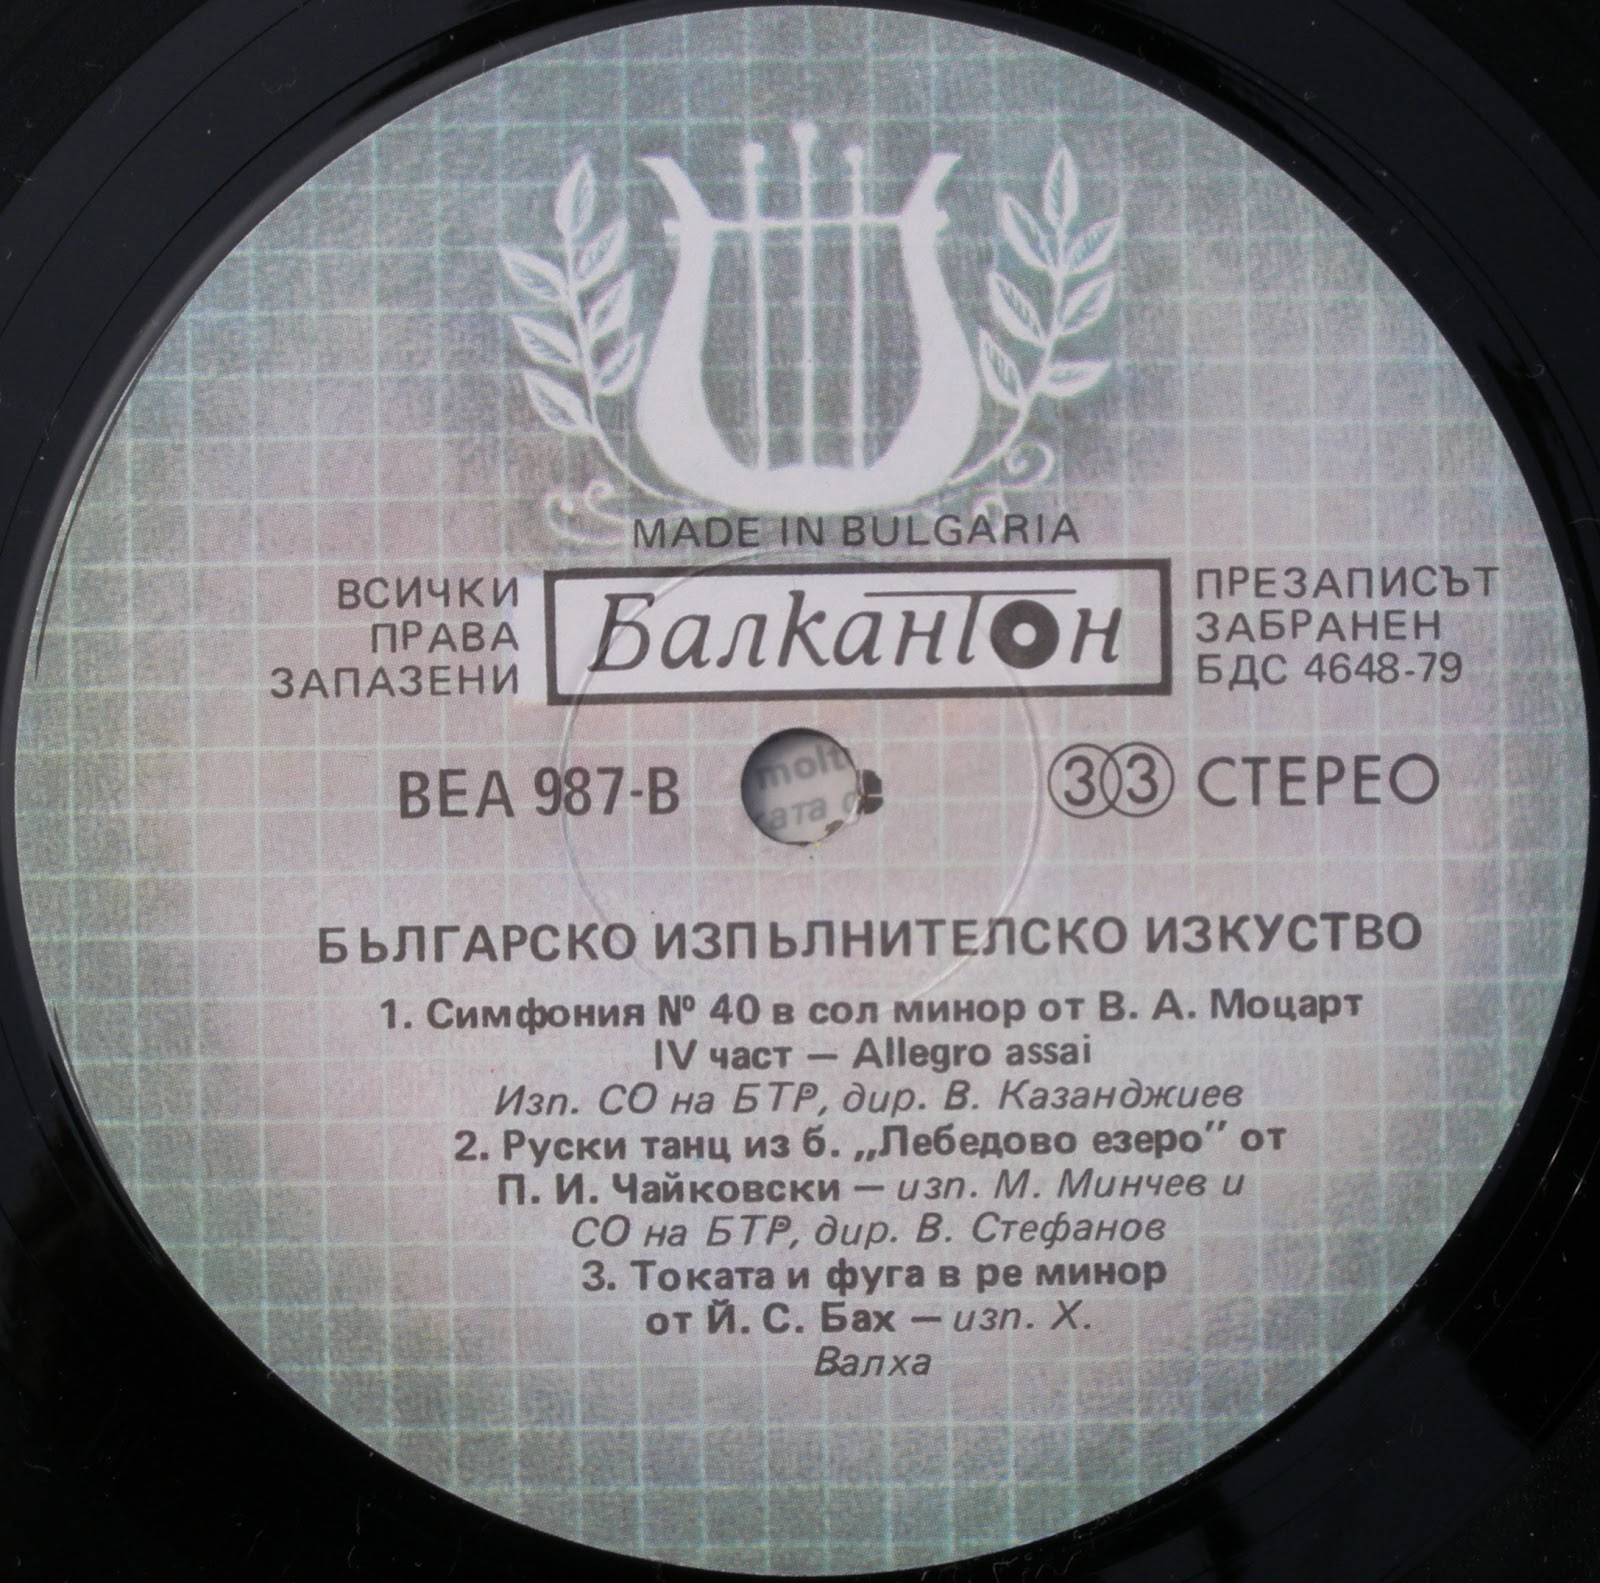 MADE IN BULGARIA
ВСИЧКИ
ПРАВА
ЗАПАЗЕНИ
Балкантон
ПРЕЗАПИСЪТ
ЗАБРАНЕН
БДС 4648-79
ВЕА 987-В
molt
ката
33 СТЕРЕО
БЪЛГАРСКО ИЗПЪЛНИТЕЛСКО ИЗКУСТВО
1. Симфония № 40 в сол минор от В. А. Моцарт
IV част — Allegro assai
Изп. СО на БТР, дир. В. Казанджиев
2. Руски танц из б. „Лебедово езеро” от
П. И. Чайковски — изп. М. Минчев и
СО на БТР, дир. В. Стефанов
3. Токата и фуга в ре минор
от Й. С. Бах — изп. Х.
Валха